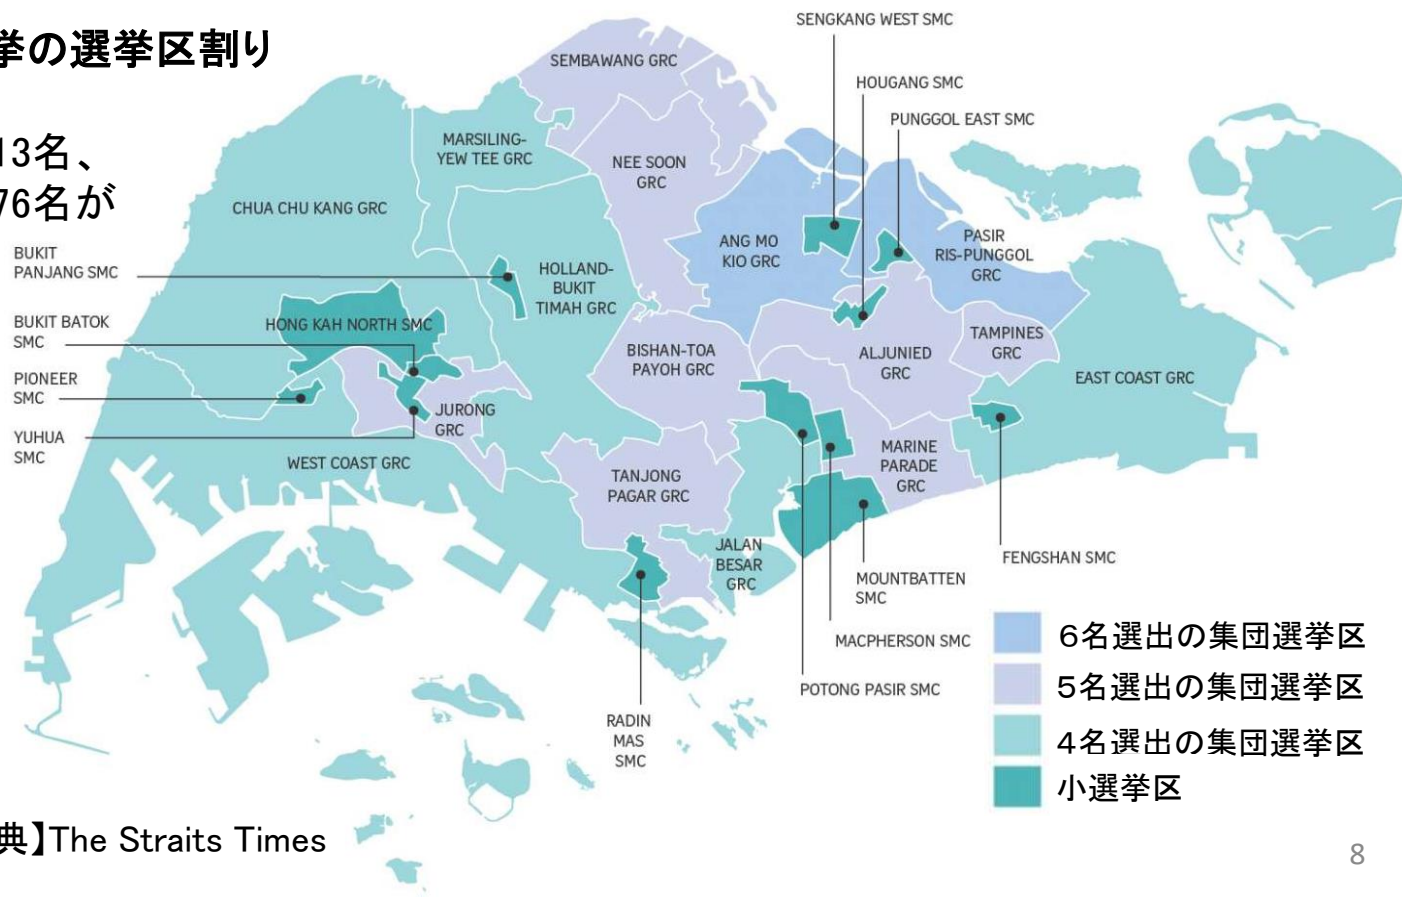 挙の選挙区割り
13名、
76名が
SENGKANG WEST SMC
SEMBAWANG GRC
HOUGANG SMC
PUNGGOL EAST SMC
MARSILING-
YEW TEE GRC
NEE SOON
GRC
CHUA CHU KANG GRC
ANG MO
KIO GRC
PASIR
RIS-PUNGGOL
GRC
BUKIT
PANJANG SMC
HOLLAND-
BUKIT
TIMAH GRC
BUKIT BATOK
SMC
HONG KAH NORTH SMC
BISHAN-TOA
PAYOH GRC
ALJUNIED
GRC
TAMPINES
GRC
EAST COAST GRC
PIONEER
SMC
JURONG
GRC
YUHUA
SMC
WEST COAST GRC
TANJONG
PAGAR GRC
MARINE
PARADE
GRC
JALAN
BESAR
GRC
FENGSHAN SMC
MOUNTBATTEN
SMC
MACPHERSON SMC
POTONG PASIR SMC
RADIN
MAS
SMC
6名選出の集団選挙区
5名選出の集団選挙区
4名選出の集団選挙区
小選挙区
典】The Straits Times
8